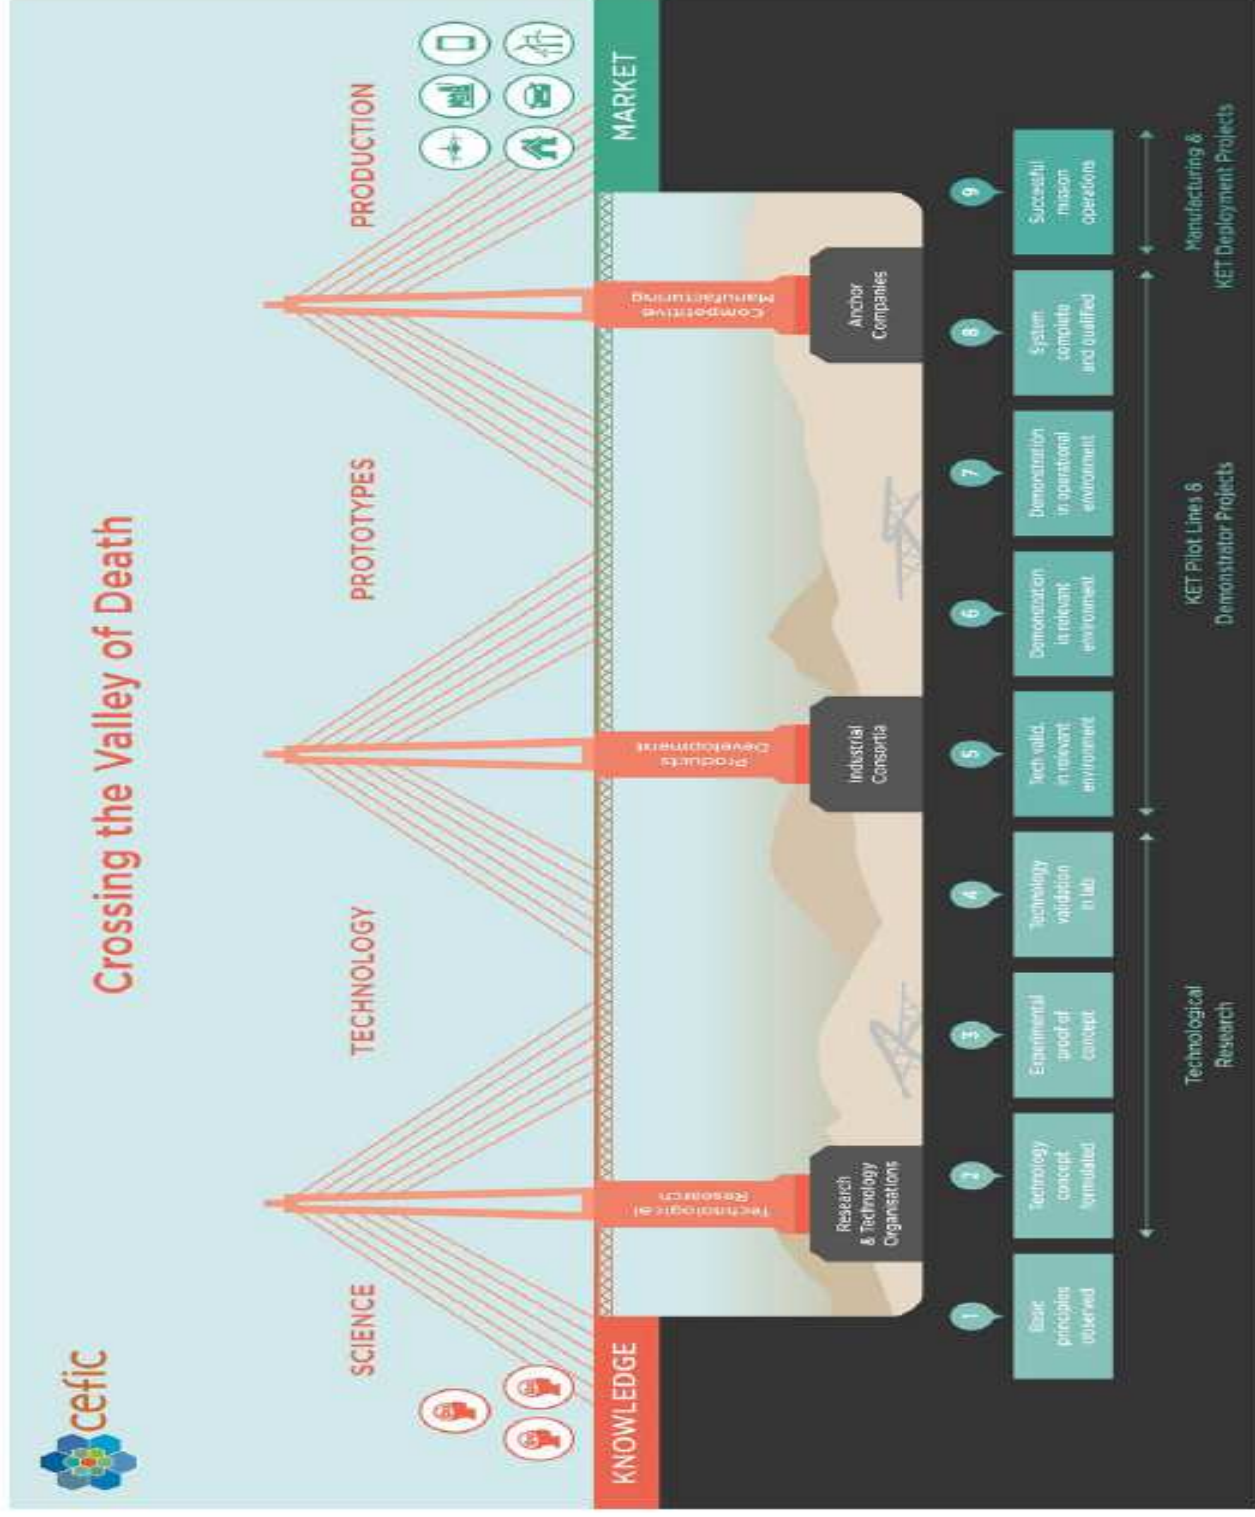 cefic
Crossing the Valley of Death
SCIENCE
TECHNOLOGY
PROTOTYPES
PRODUCTION
KNOWLEDGE
MARKET
Technological
Research
Products
Development
Competitive
Manufacturing
Research
& Technology
Organisations
Industrial
Consortia
Anchor
Companies
1
2
3
4
5
6
7
8
9
Basic
principles
observed
Technology
concept
formulated
Experimental
proof of
concept
Technology
validation
in lab
Tech valid.
in relevant
environment
Demonstration
in relevant
environment
Demonstration
in operational
environment
System
complete
and qualified
Successful
mission
operations
Technological
Research
KET Pilot Lines &
Demonstrator Projects
Manufacturing &
KET Deployment Projects